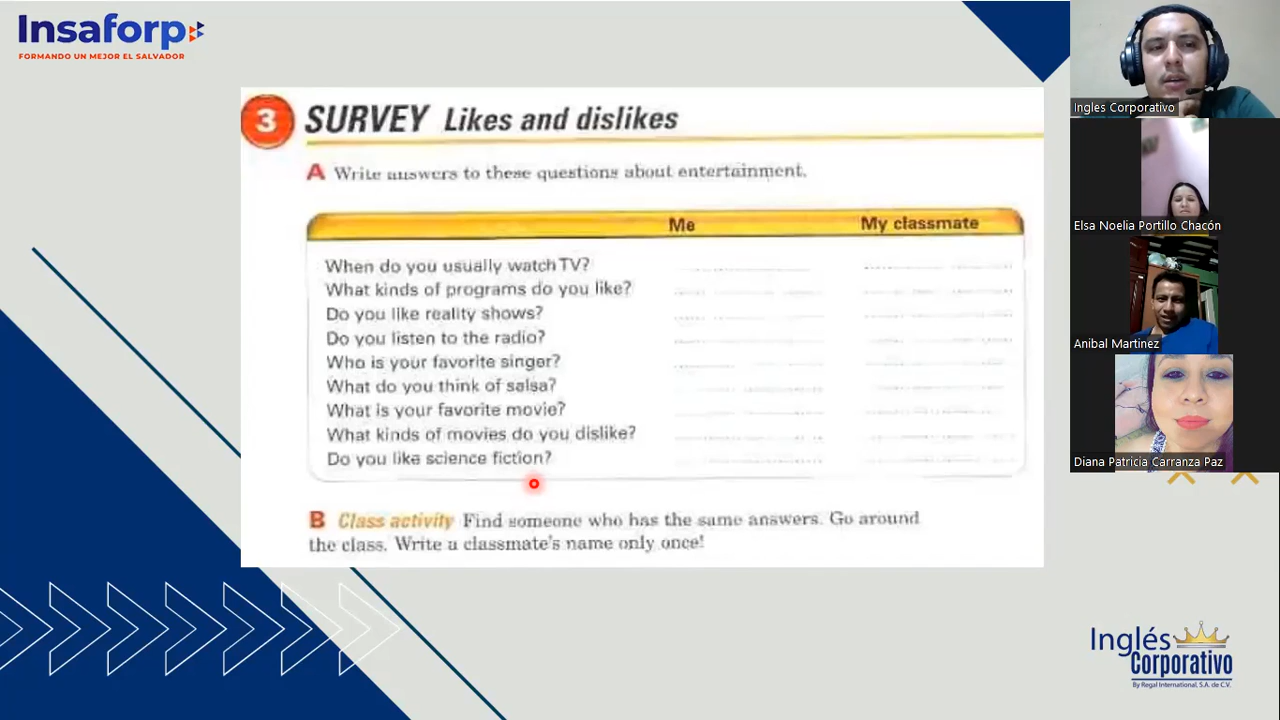 Insaforp
FORMANDO UN MEJOR EL SALVADOR
3 SURVEY Likes and dislikes
A Write answers to these questions about entertainment.
Me My classmate
When do you usually watch TV?
What kinds of programs do you like?
Do you like reality shows?
Do you listen to the radio?
Who is your favorite singer?
What do you think of salsa?
What is your favorite movie?
What kinds of movies do you dislike?
Do you like science fiction?
B Class activity Find someone who has the same answers. Go around
the class. Write a classmate's name only once!
Ingles Corporativo
Elsa Noelia Portillo Chacón
Anibal Martinez
Diana Patricia Carranza Paz
Inglés
Corporativo
By Regal International, S.A. de C.V.